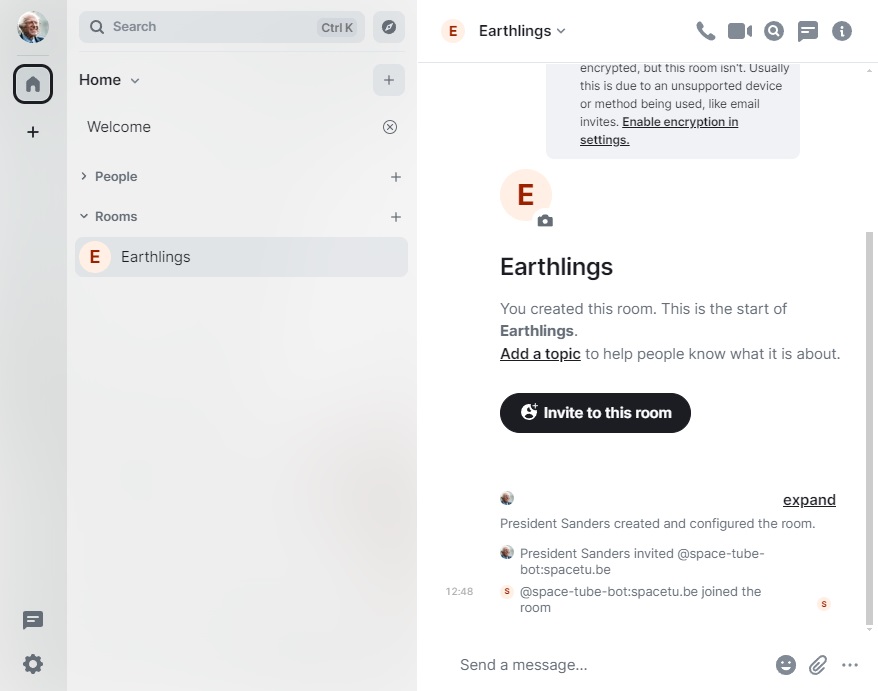 Search
Ctrl K
Home
Welcome
People
Rooms
E
Earthlings
E
Earthlings
encrypted, but this room isn't. Usually
this is due to an unsupported device
or method being used, like email
invites. Enable encryption in
settings.
E
Earthlings
You created this room. This is the start of
Earthlings.
Add a topic to help people know what it is about.
Invite to this room
expand
President Sanders created and configured the room.
President Sanders invited @space-tube-
bot:spacetu.be
12:48
S
@space-tube-bot:spacetu.be joined the
room
S
Send a message...